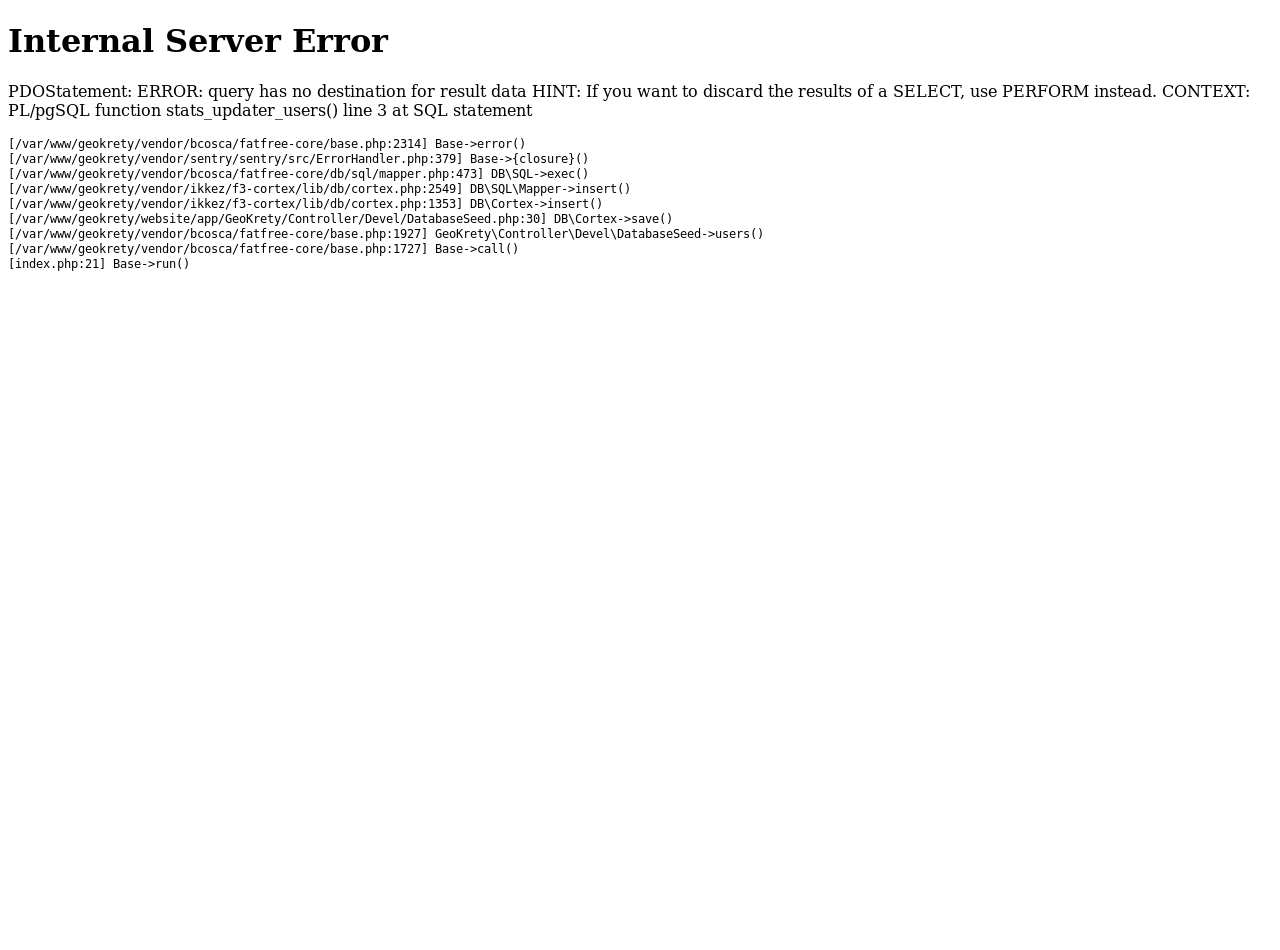 Internal Server Error
PDOStatement: ERROR: query has no destination for result data HINT: If you want to discard the results of a SELECT, use PERFORM instead. CONTEXT:
PL/pgSQL function stats_updater_users() line 3 at SQL statement
[/var/www/geokrety/vendor/bcosca/fatfree-core/base.php:2314] Base->error()
[/var/www/geokrety/vendor/sentry/sentry/src/ErrorHandler.php:379] Base->{closure}()
[/var/www/geokrety/vendor/bcosca/fatfree-core/db/sql/mapper.php:473] DB\SQL->exec()
[/var/www/geokrety/vendor/ikkez/f3-cortex/lib/db/cortex.php:2549] DB\SQL\Mapper->insert()
[/var/www/geokrety/vendor/ikkez/f3-cortex/lib/db/cortex.php:1353] DB\Cortex->insert()
[/var/www/geokrety/website/app/GeoKrety/Controller/Devel/DatabaseSeed.php:30] DB\Cortex->save()
[/var/www/geokrety/vendor/bcosca/fatfree-core/base.php:1927] GeoKrety\Controller\Devel\DatabaseSeed->users()
[/var/www/geokrety/vendor/bcosca/fatfree-core/base.php:1727] Base->call()
[index.php:21] Base->run()